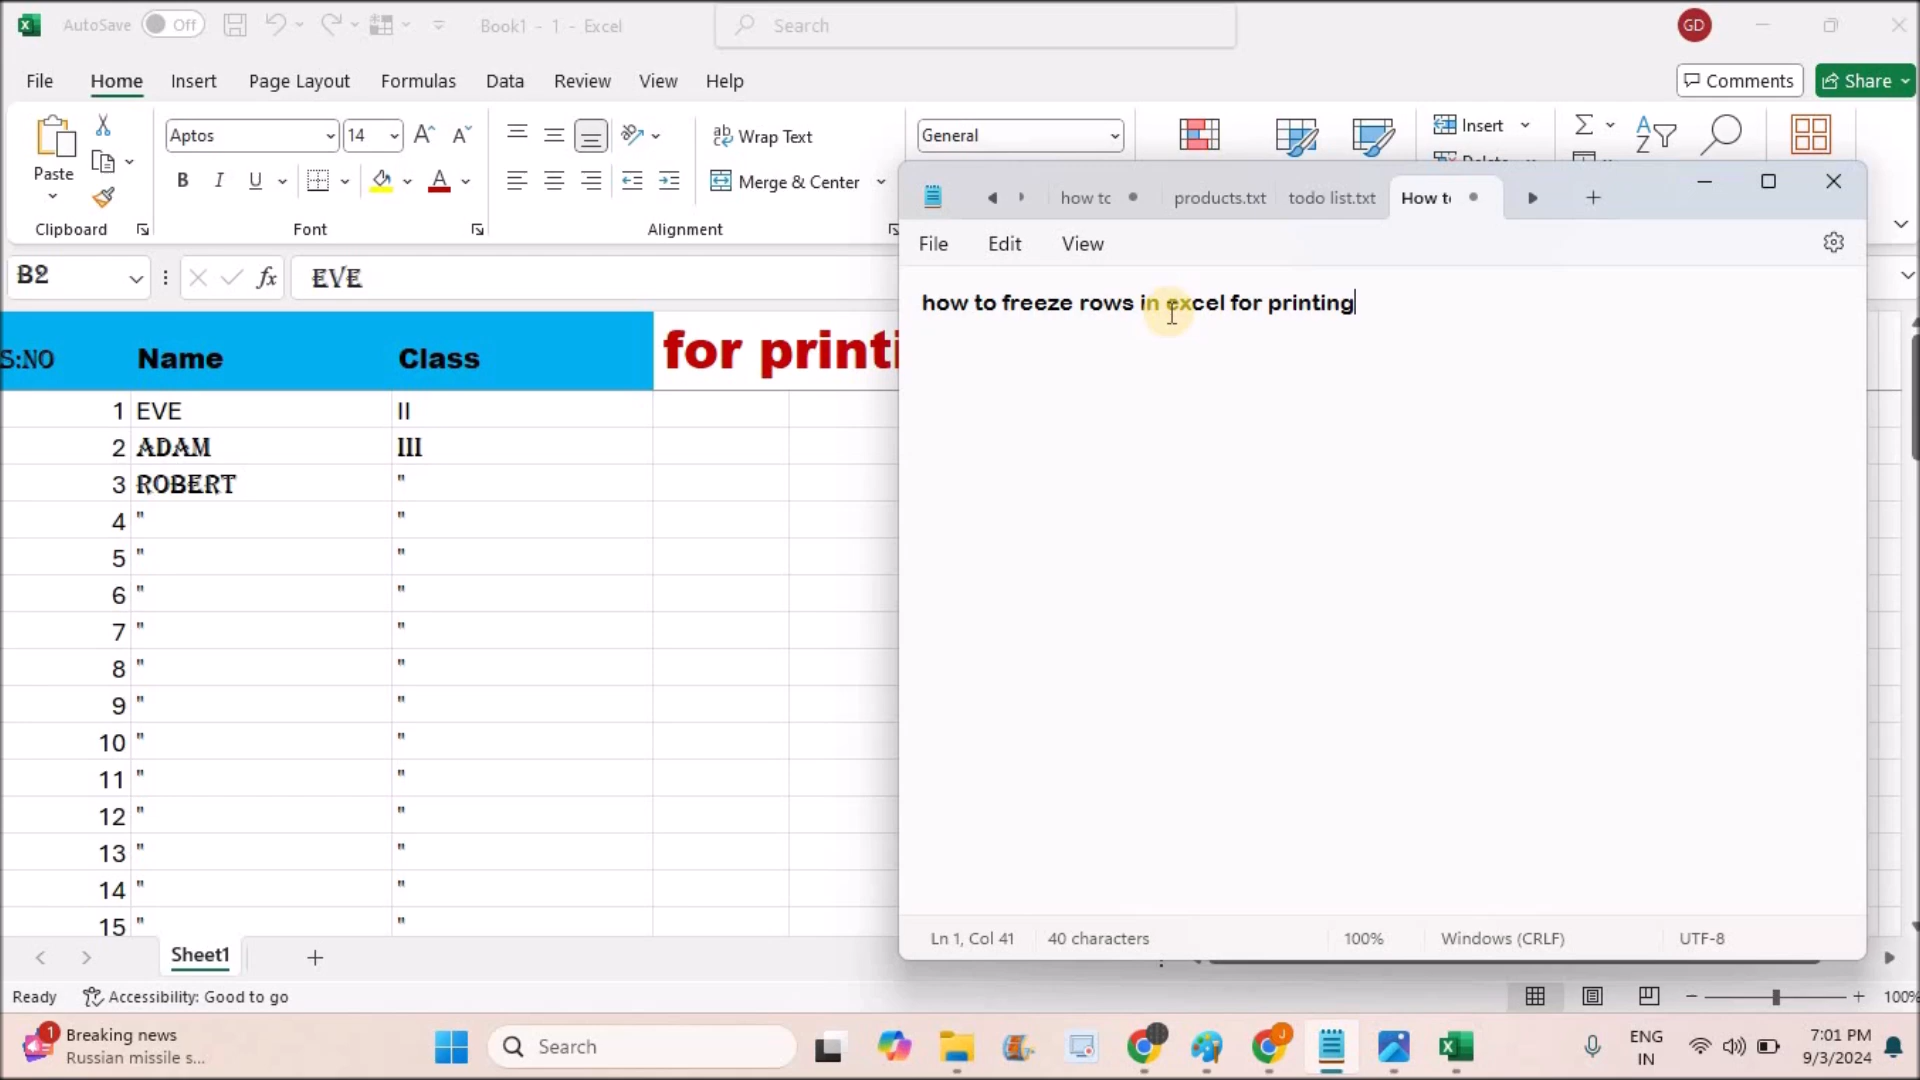 AutoSave Off Book1 - 1 - Excel Search GD
File Home Insert Page Layout Formulas Data Review View Help Comments Share
Aptos 14 Wrap Text General Insert
Paste B I U A Merge & Center
Clipboard Font Alignment
how to products.txt todo list.txt
File Edit View
B2 fx EVE
how to freeze rows in excel for printing
S:NO Name Class for printi
1 EVE II
2 ADAM III
3 ROBERT "
4 " "
5 " "
6 " "
7 " "
8 " "
9 " "
10 " "
11 " "
12 " "
13 " "
14 " "
15 " "
Ln 1, Col 41 40 characters 100% Windows (CRLF) UTF-8
Sheet1
Ready Accessibility: Good to go 100%
1 Breaking news
Russian missile s...
Search
ENG
IN
7:01 PM
9/3/2024